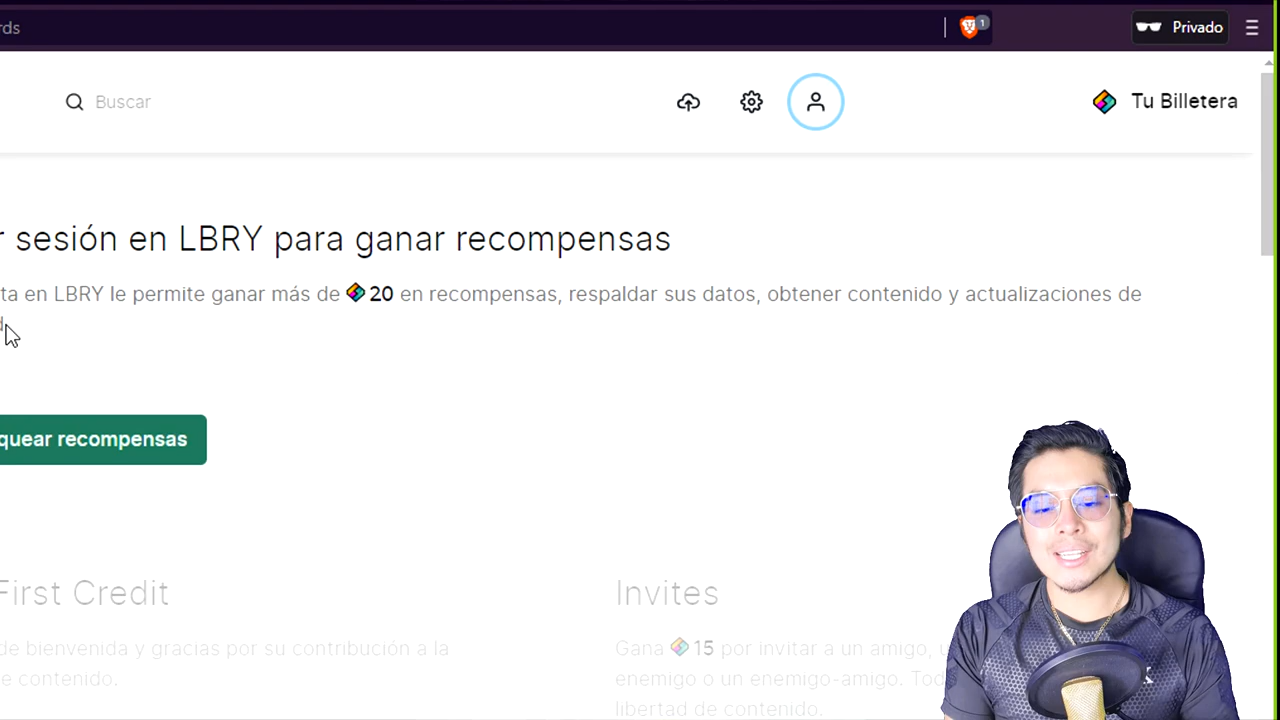 rds
1
Privado
Buscar
Tu Billetera
r sesión en LBRY para ganar recompensas
ta en LBRY le permite ganar más de 20 en recompensas, respaldar sus datos, obtener contenido y actualizaciones de
quear recompensas
First Credit
Invites
de bienvenida y gracias por su contribución a la
e contenido.
Gana 15 por invitar a un amigo, u
enemigo o un enemigo-amigo. Tod
libertad de contenido.